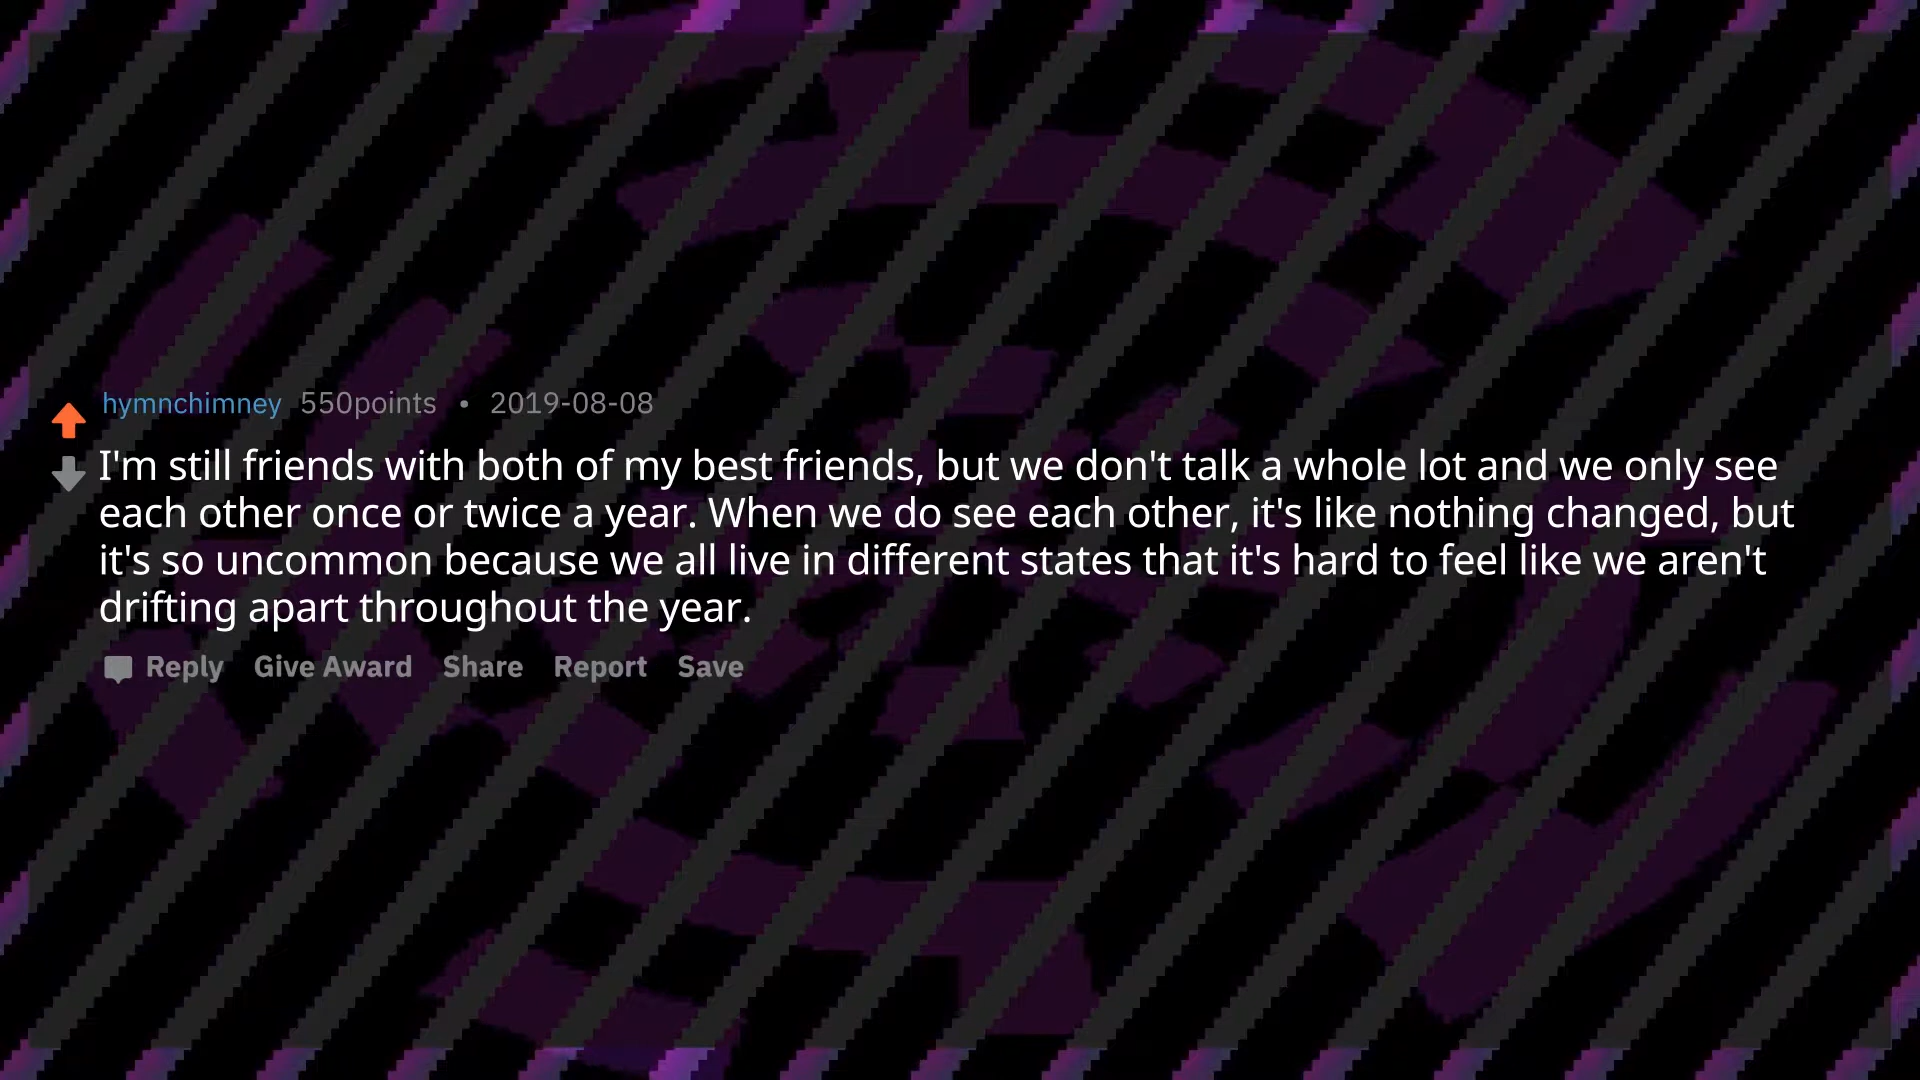 hymnchimney 550points • 2019-08-08
I'm still friends with both of my best friends, but we don't talk a whole lot and we only see
each other once or twice a year. When we do see each other, it's like nothing changed, but
it's so uncommon because we all live in different states that it's hard to feel like we aren't
drifting apart throughout the year.
Reply Give Award Share Report Save